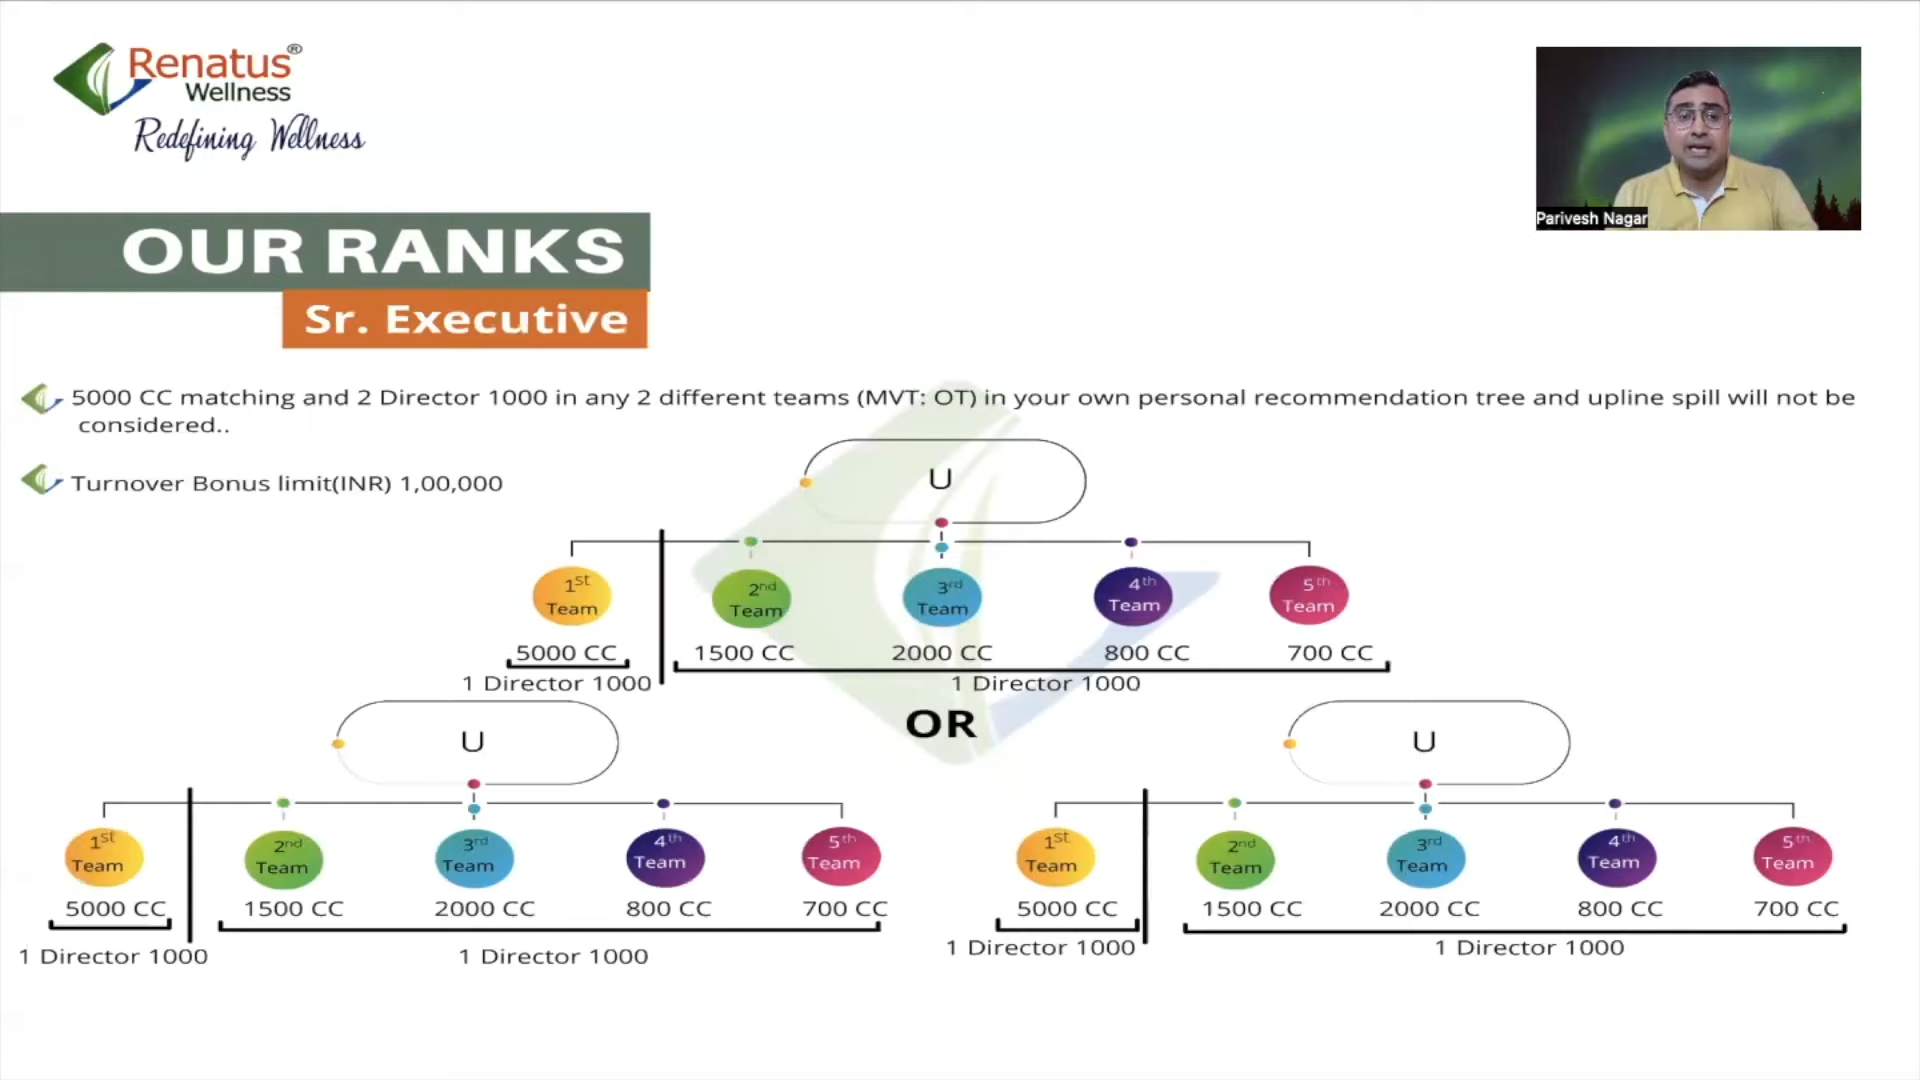 Renatus®
Wellness
Redefining Wellness
Parivesh Nagar
OUR RANKS
Sr. Executive
5000 CC matching and 2 Director 1000 in any 2 different teams (MVT: OT) in your own personal recommendation tree and upline spill will not be
considered..
Turnover Bonus limit(INR) 1,00,000
U
1st Team
2nd Team
3rd Team
4th Team
5th Team
5000 CC 1500 CC 2000 CC 800 CC 700 CC
1 Director 1000 1 Director 1000
OR
U
1st Team
2nd Team
3rd Team
4th Team
5th Team
5000 CC 1500 CC 2000 CC 800 CC 700 CC
1 Director 1000 1 Director 1000
U
1st Team
2nd Team
3rd Team
4th Team
5th Team
5000 CC 1500 CC 2000 CC 800 CC 700 CC
1 Director 1000 1 Director 1000